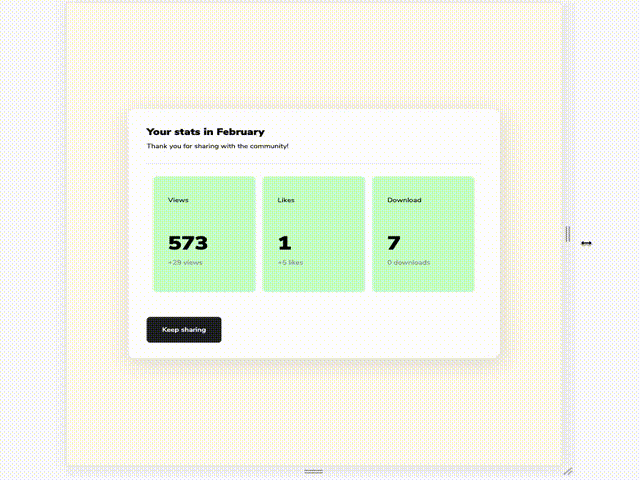 Your stats in February
Thank you for sharing with the community!
Views
Likes
Download
573
1
7
+29 views
+5 likes
0 downloads
Keep sharing